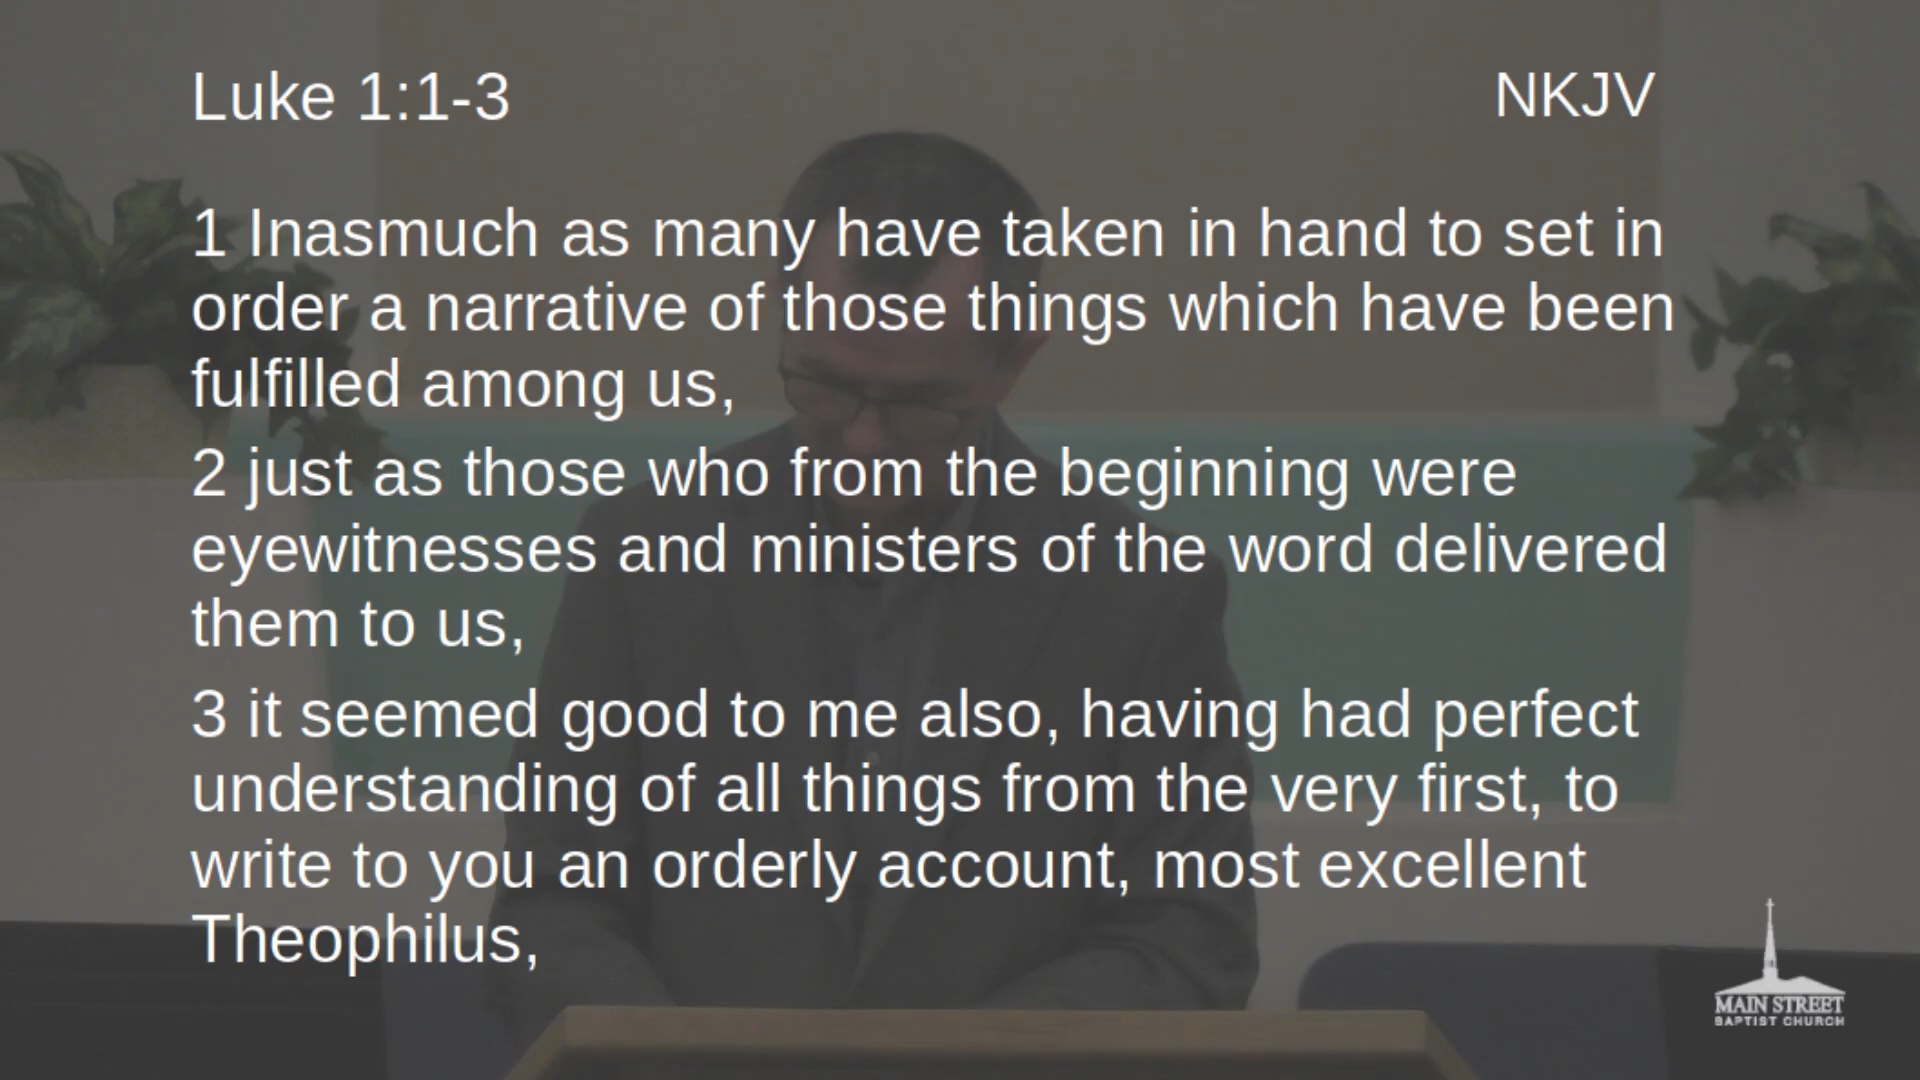 Luke 1:1-3 NKJV
1 Inasmuch as many have taken in hand to set in
order a narrative of those things which have been
fulfilled among us,
2 just as those who from the beginning were
eyewitnesses and ministers of the word delivered
them to us,
3 it seemed good to me also, having had perfect
understanding of all things from the very first, to
write to you an orderly account, most excellent
Theophilus,
MAIN STREET
BAPTIST CHURCH